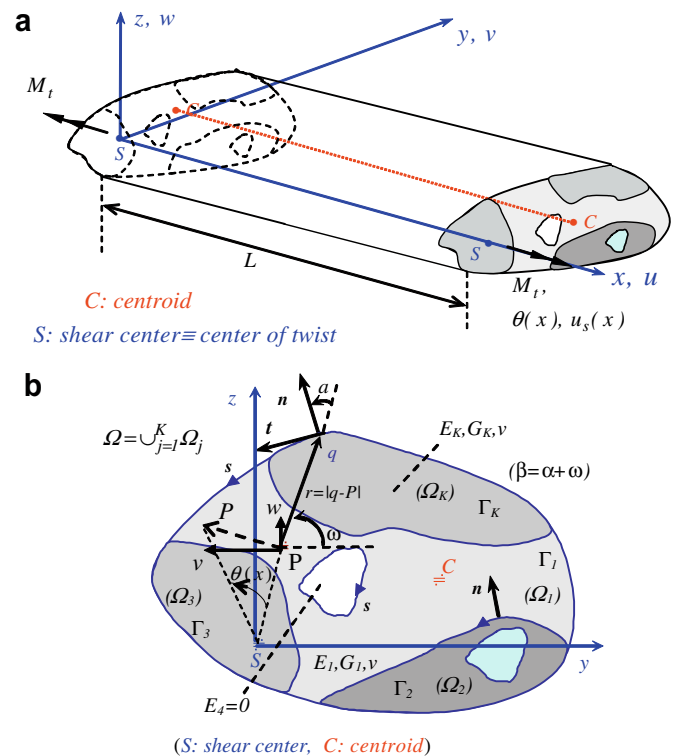 a
z, w
y, v
M_t
C
S
C
S
L
x, u
M_t,
θ(x), u_s(x)
C: centroid
S: shear center≡ center of twist
b
z
n
a
Ω=∪_{j=1}^{K}Ω_j
t
q
E_K,G_K,v
s
r=|q-P|
(Ω_K)
(β=α+ω)
P
w
Γ_K
ω
P
v
C
Γ_1
θ(x)
(Ω_1)
(Ω_3)
s
n
Γ_3
S
E_1,G_1,v
y
Γ_2
(Ω_2)
E_4=0
(S: shear center, C: centroid)